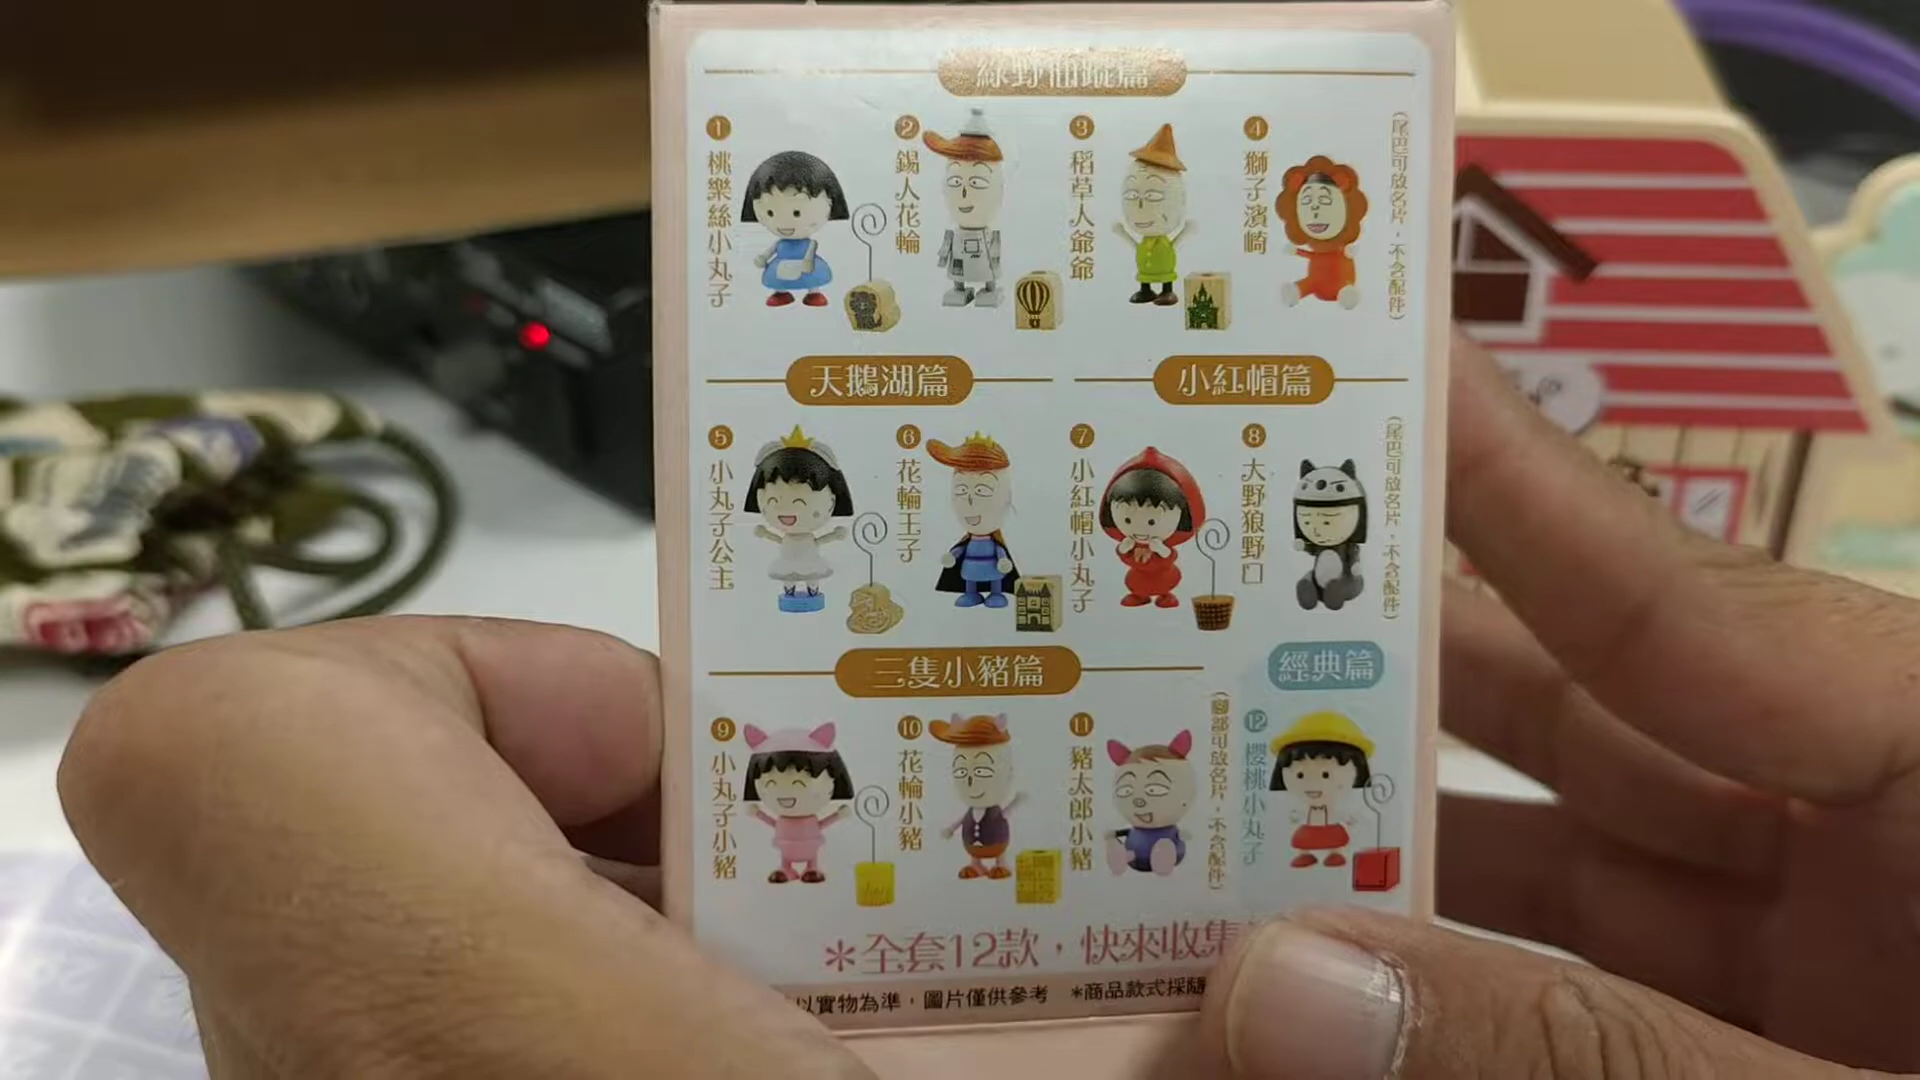 綠野仙蹤篇
1 桃樂絲小丸子
2 錫人花輪
3 稻草人爺爺
4 獅子濱崎
(尾巴可放名片，不含配件)
天鵝湖篇
小紅帽篇
5 小丸子公主
6 花輪王子
7 小紅帽小丸子
8 大野狼野口
(尾巴可放名片，不含配件)
三隻小豬篇
經典篇
9 小丸子小豬
10 花輪小豬
11 豬太郎小豬
(腳部可放名片，不含配件)
12 櫻桃小丸子
＊全套12款，快來收集
以實物為準，圖片僅供參考 *商品款式採隨